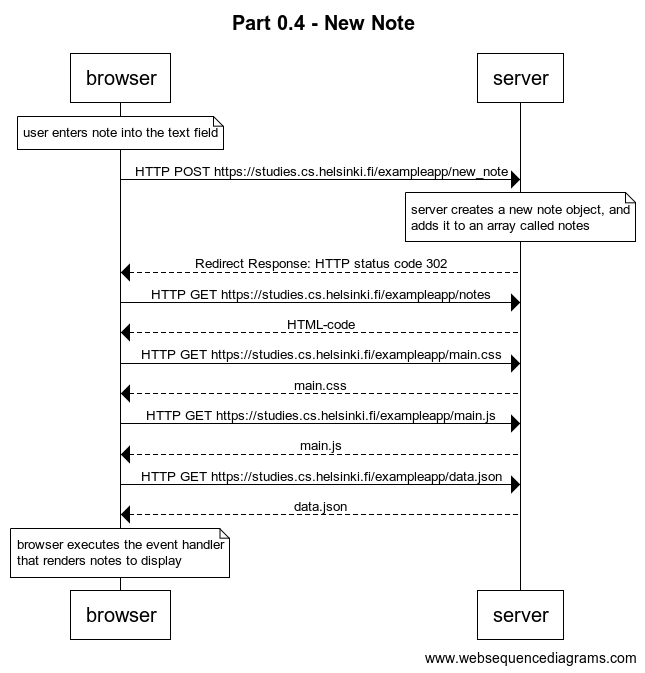 Part 0.4 - New Note
browser
server
user enters note into the text field
HTTP POST https://studies.cs.helsinki.fi/exampleapp/new_note
server creates a new note object, and
adds it to an array called notes
Redirect Response: HTTP status code 302
HTTP GET https://studies.cs.helsinki.fi/exampleapp/notes
HTML-code
HTTP GET https://studies.cs.helsinki.fi/exampleapp/main.css
main.css
HTTP GET https://studies.cs.helsinki.fi/exampleapp/main.js
main.js
HTTP GET https://studies.cs.helsinki.fi/exampleapp/data.json
data.json
browser executes the event handler
that renders notes to display
browser
server
www.websequencediagrams.com